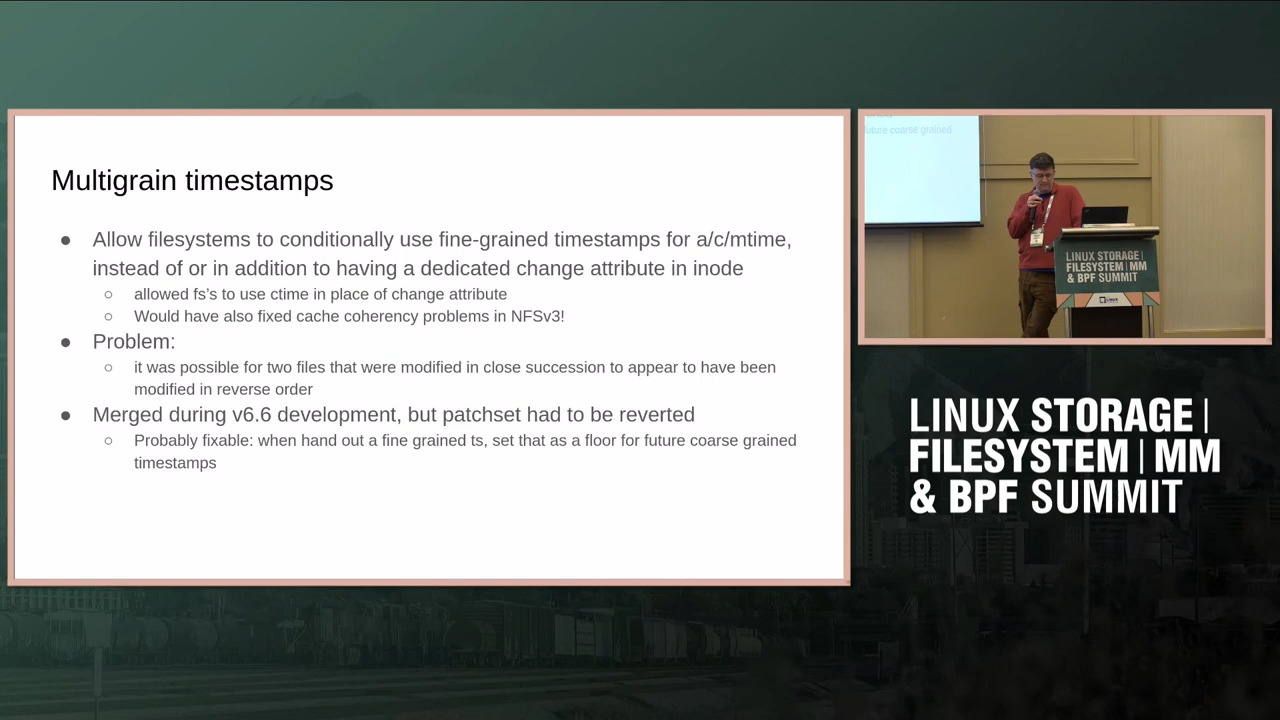 Multigrain timestamps
● Allow filesystems to conditionally use fine-grained timestamps for a/c/mtime,
instead of or in addition to having a dedicated change attribute in inode
○ allowed fs’s to use ctime in place of change attribute
○ Would have also fixed cache coherency problems in NFSv3!
● Problem:
○ it was possible for two files that were modified in close succession to appear to have been
modified in reverse order
● Merged during v6.6 development, but patchset had to be reverted
○ Probably fixable: when hand out a fine grained ts, set that as a floor for future coarse grained
timestamps
future coarse grained
LINUX STORAGE |
FILESYSTEM | MM
& BPF SUMMIT
LINUX STORAGE |
FILESYSTEM | MM
& BPF SUMMIT